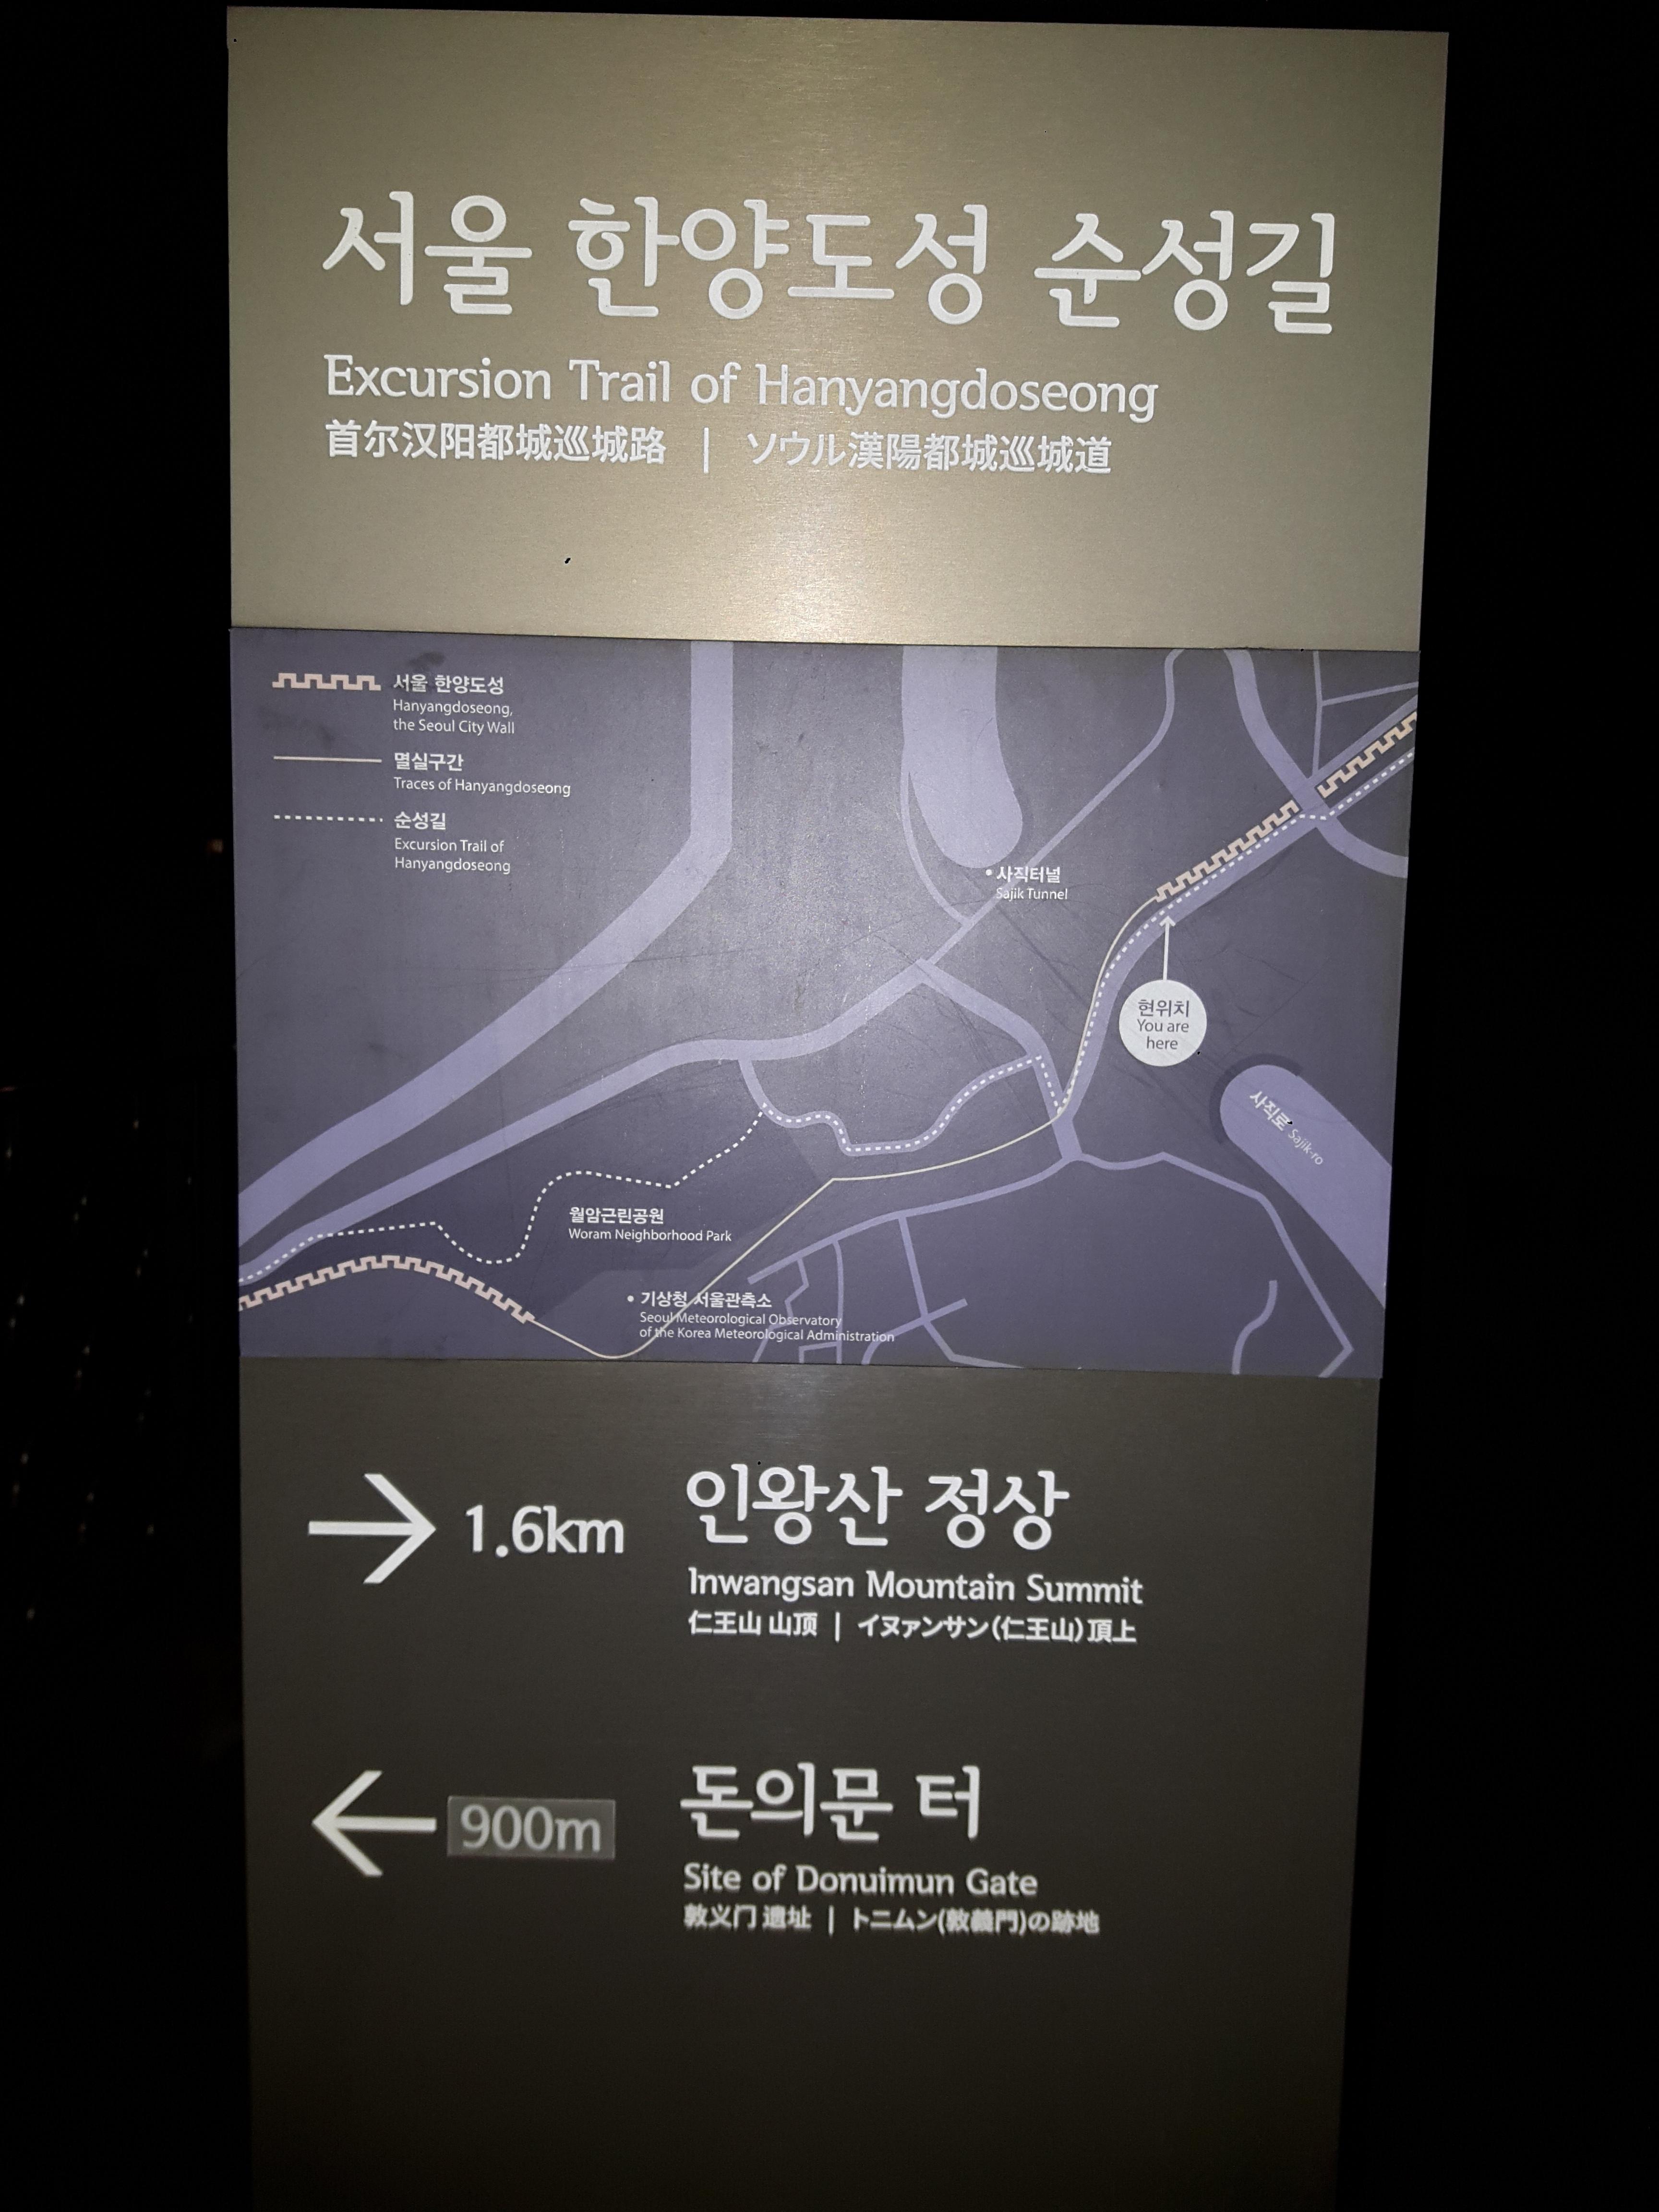 서울 한양도성 순성길
Excursion Trail of Hanyangdoseong
首尔汉阳都城巡城路 | ソウル漢陽都城巡城道
서울 한양도성
Hanyangdoseong,
the Seoul City Wall
멸실구간
Traces of Hanyangdoseong
순성길
Excursion Trail of
Hanyangdoseong
사직터널
Sajik Tunnel
현위치
You are
here
사직로 Sajik-ro
월암근린공원
Woram Neighborhood Park
기상청 서울관측소
Seoul Meteorological Observatory
of the Korea Meteorological Administration
1.6km 인왕산 정상
Inwangsan Mountain Summit
仁王山 山顶 | イヌァンサン(仁王山)頂上
900m 돈의문 터
Site of Donuimun Gate
敦义门 遗址 | トニムン(敦義門)の跡地